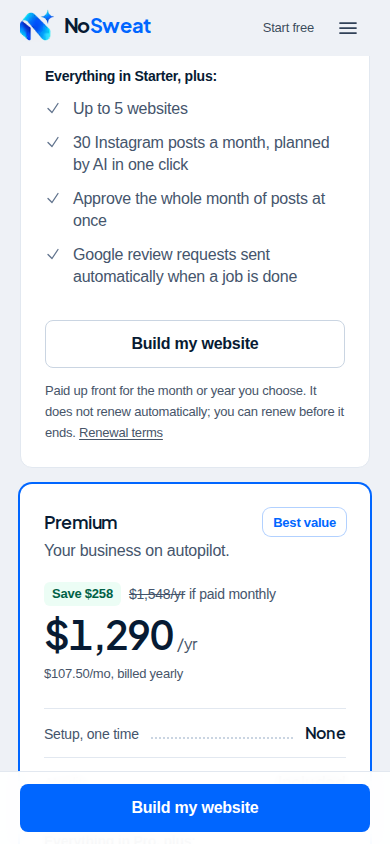 NoSweat
Start free
Everything in Starter, plus:
Up to 5 websites
30 Instagram posts a month, planned
by AI in one click
Approve the whole month of posts at
once
Google review requests sent
automatically when a job is done
Build my website
Paid up front for the month or year you choose. It
does not renew automatically; you can renew before it
ends. Renewal terms
Premium
Best value
Your business on autopilot.
Save $258 $1,548/yr if paid monthly
$1,290 /yr
$107.50/mo, billed yearly
Setup, one time None
Build my website